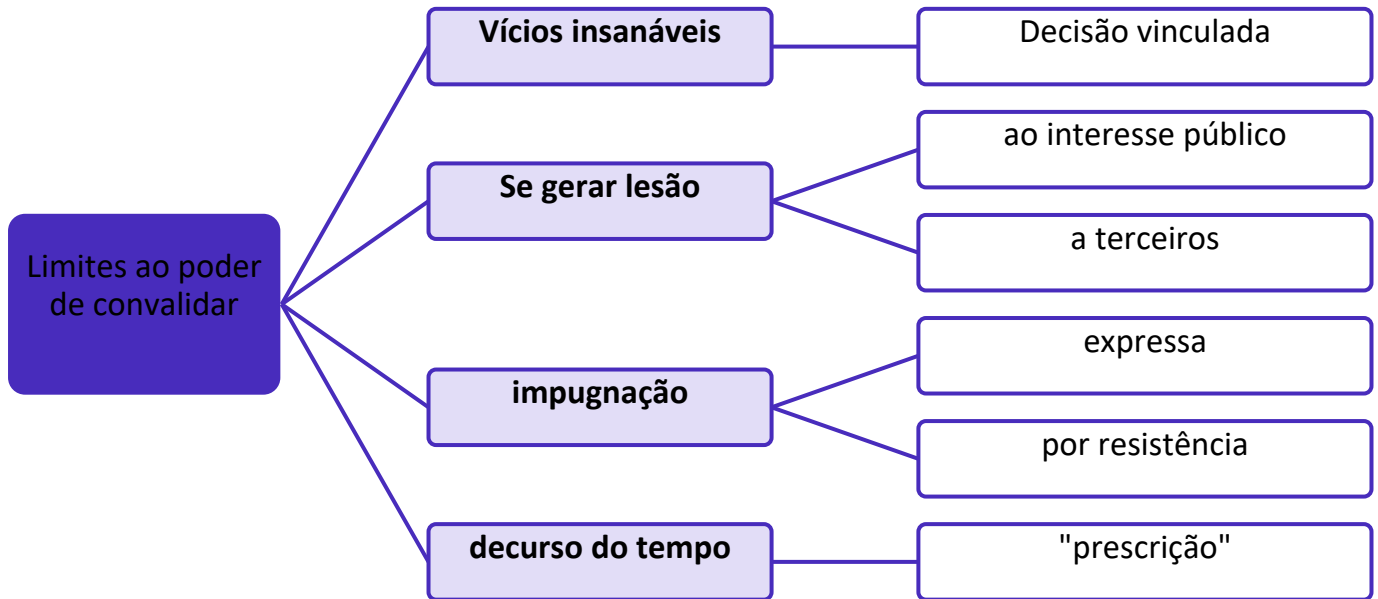 Limites ao poder
de convalidar
Vícios insanáveis
Decisão vinculada
Se gerar lesão
ao interesse público
a terceiros
impugnação
expressa
por resistência
decurso do tempo
"prescrição"